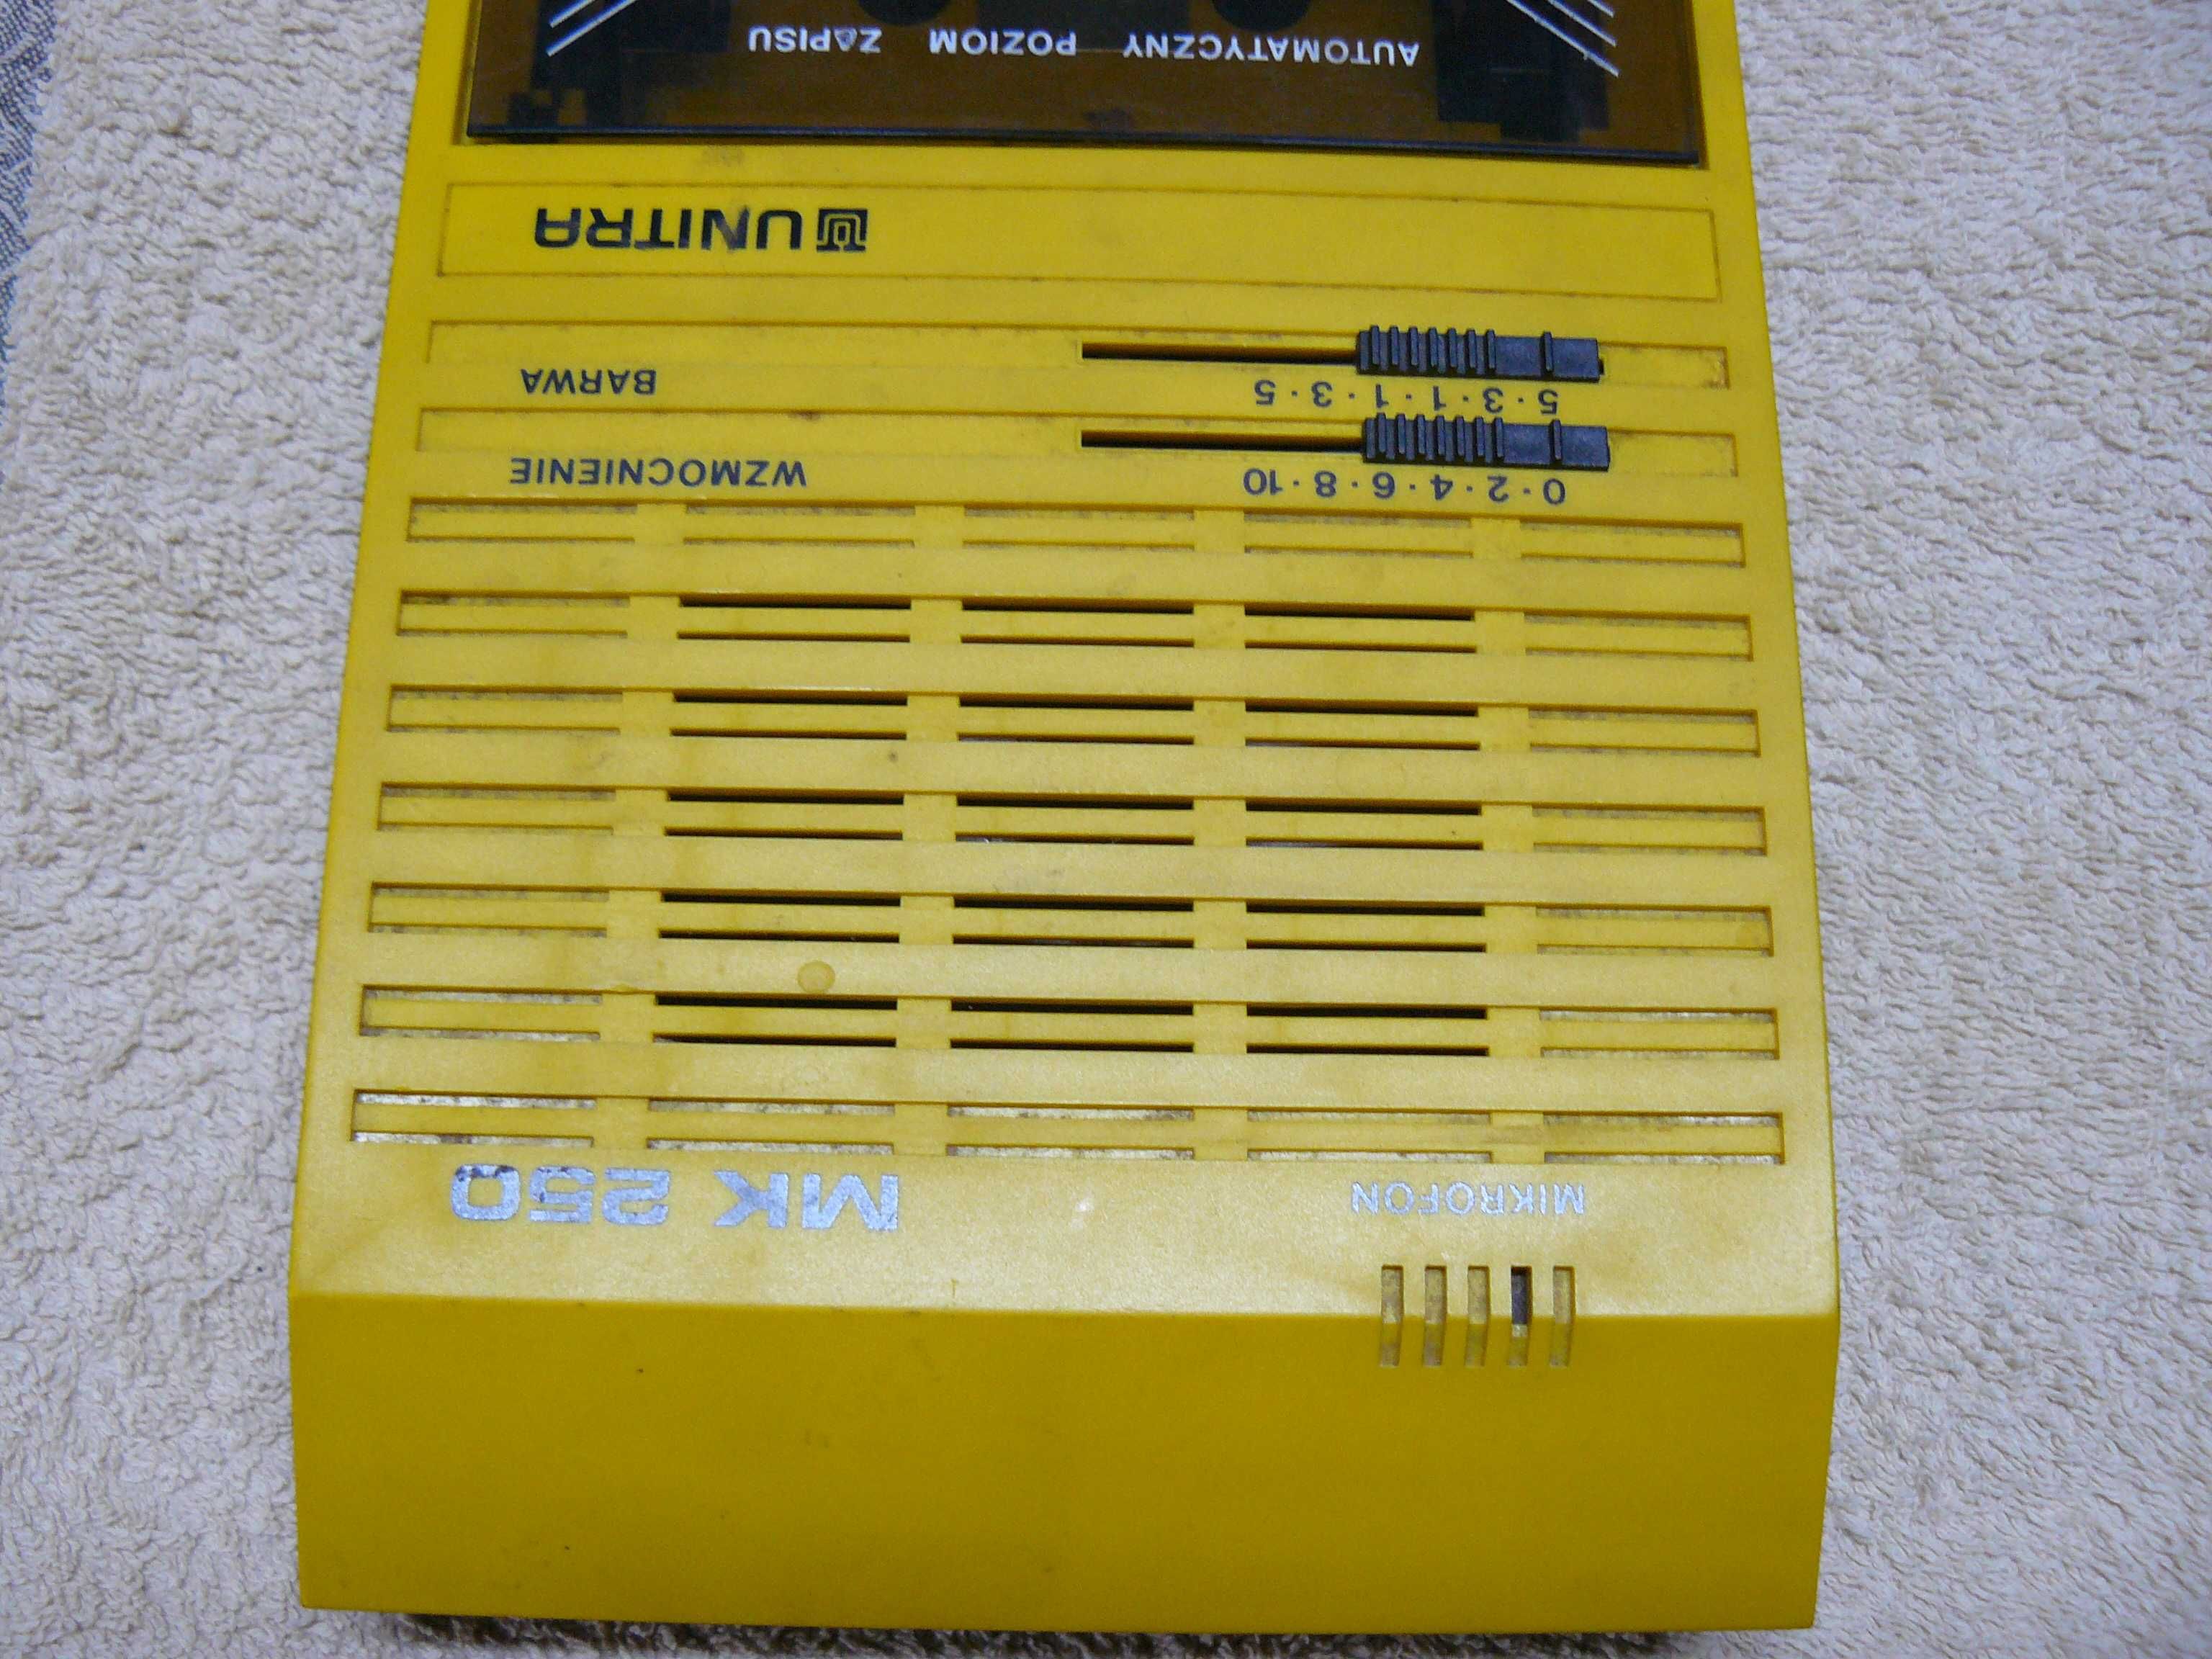 MIKROFON
MK 250
0·2·4·6·8·10 WZMOCNIENIE
5·3·1·1·3·5 BARWA
UNITRA
AUTOMATYCZNY POZIOM ZAPISU